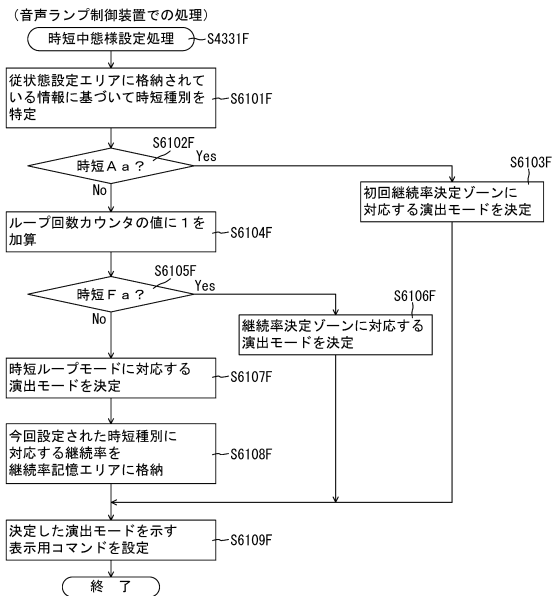 （音声ランプ制御装置での処理）
時短中態様設定処理
S4331F
従状態設定エリアに格納されて
いる情報に基づいて時短種別を
特定
S6101F
時短Ａａ？
S6102F
Yes
No
初回継続率決定ゾーンに
対応する演出モードを決定
S6103F
ループ回数カウンタの値に１を
加算
S6104F
時短Ｆａ？
S6105F
Yes
No
継続率決定ゾーンに対応する
演出モードを決定
S6106F
時短ループモードに対応する
演出モードを決定
S6107F
今回設定された時短種別に
対応する継続率を
継続率記憶エリアに格納
S6108F
決定した演出モードを示す
表示用コマンドを設定
S6109F
終　了